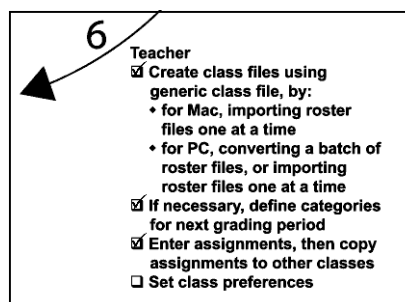 6
Teacher
☑ Create class files using
generic class file, by:
• for Mac, importing roster
files one at a time
• for PC, converting a batch of
roster files, or importing
roster files one at a time
☑ If necessary, define categories
for next grading period
☑ Enter assignments, then copy
assignments to other classes
☐ Set class preferences